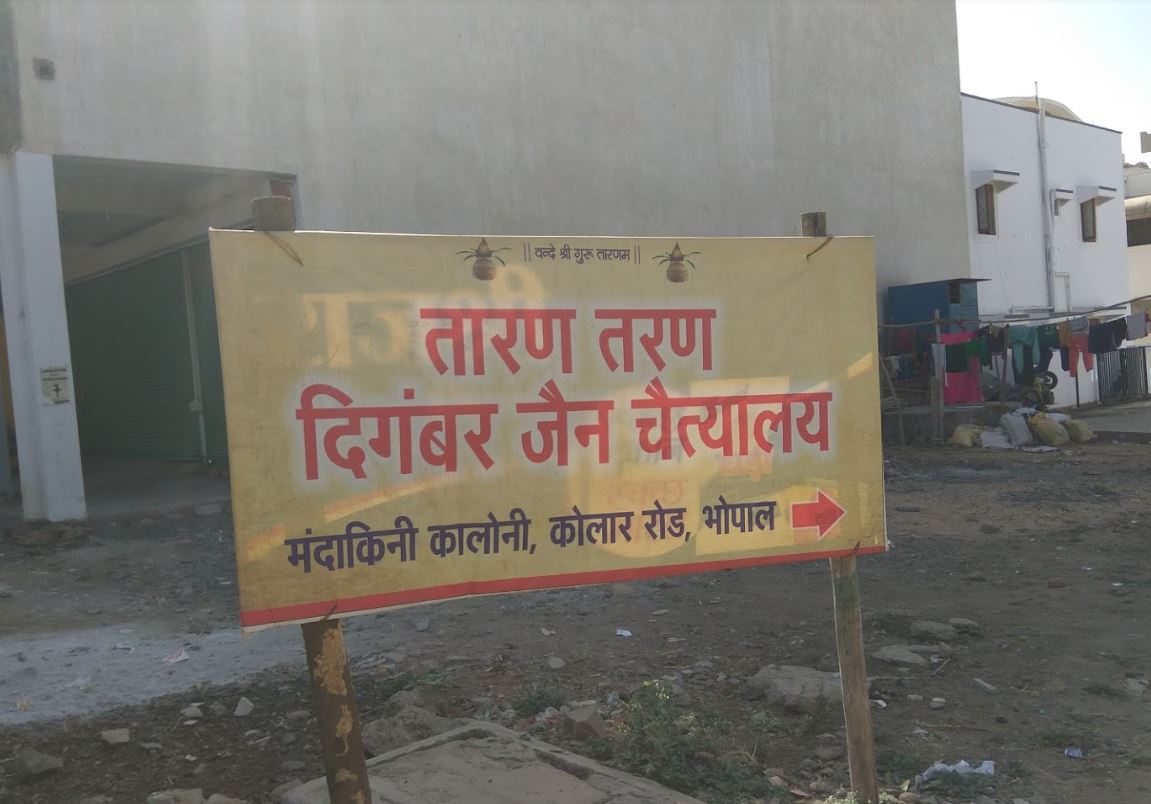 || वन्दे श्री गुरू तारणम ||
तारण तरण
दिगंबर जैन चैत्यालय
मंदाकिनी कालोनी, कोलार रोड, भोपाल